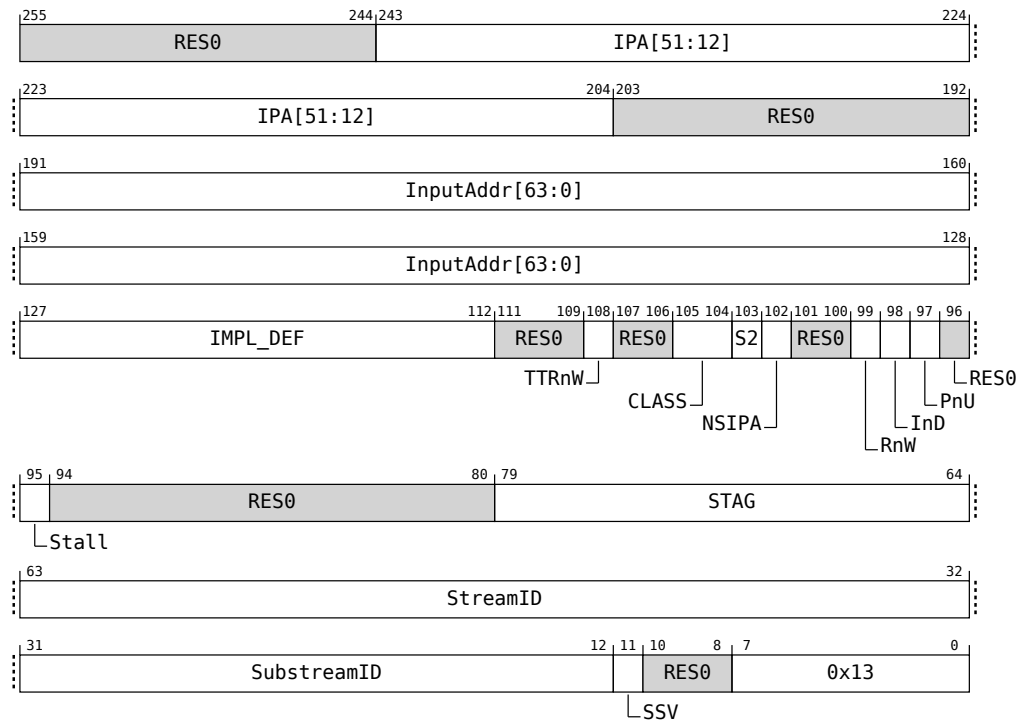 255 244 243 224
RES0 IPA[51:12]
223 204 203 192
IPA[51:12] RES0
191 160
InputAddr[63:0]
159 128
InputAddr[63:0]
127 112 111 109 108 107 106 105 104 103 102 101 100 99 98 97 96
IMPL_DEF RES0 RES0 S2 RES0
TTRnW RES0
CLASS PnU
NSIPA InD
RnW
95 94 80 79 64
RES0 STAG
Stall
63 32
StreamID
31 12 11 10 8 7 0
SubstreamID RES0 0x13
SSV